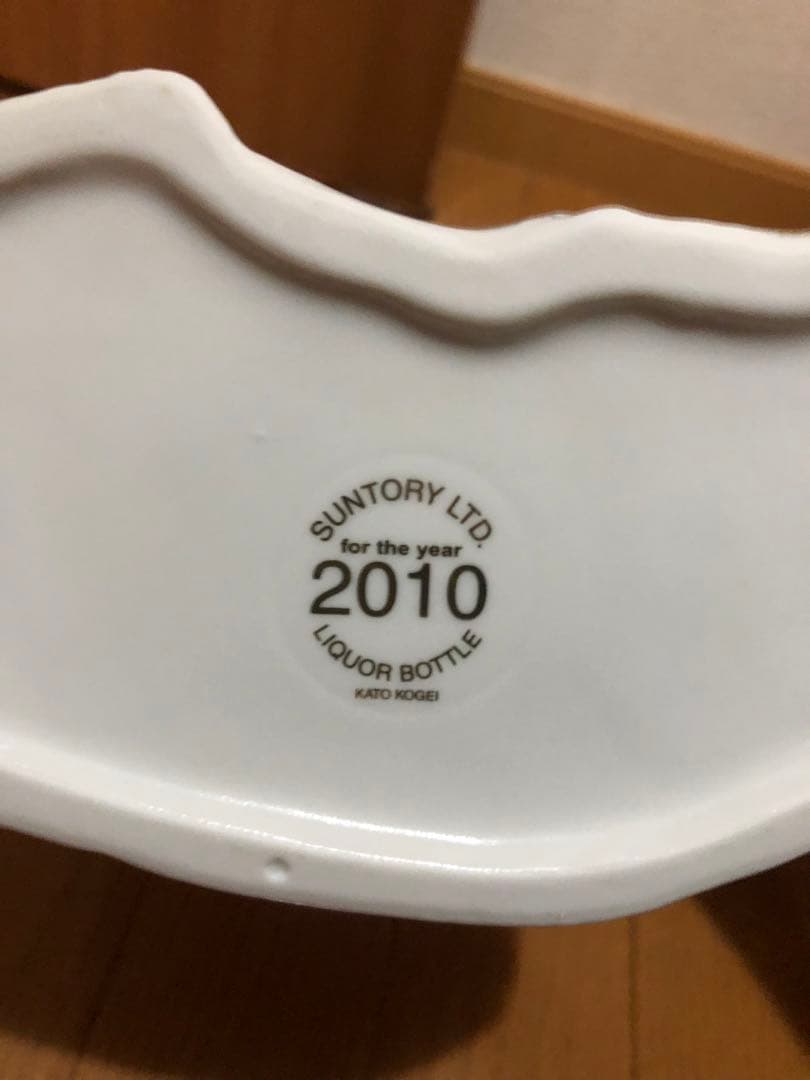 SUNTORY LTD.
for the year
2010
LIQUOR BOTTLE
KATO KOGEI